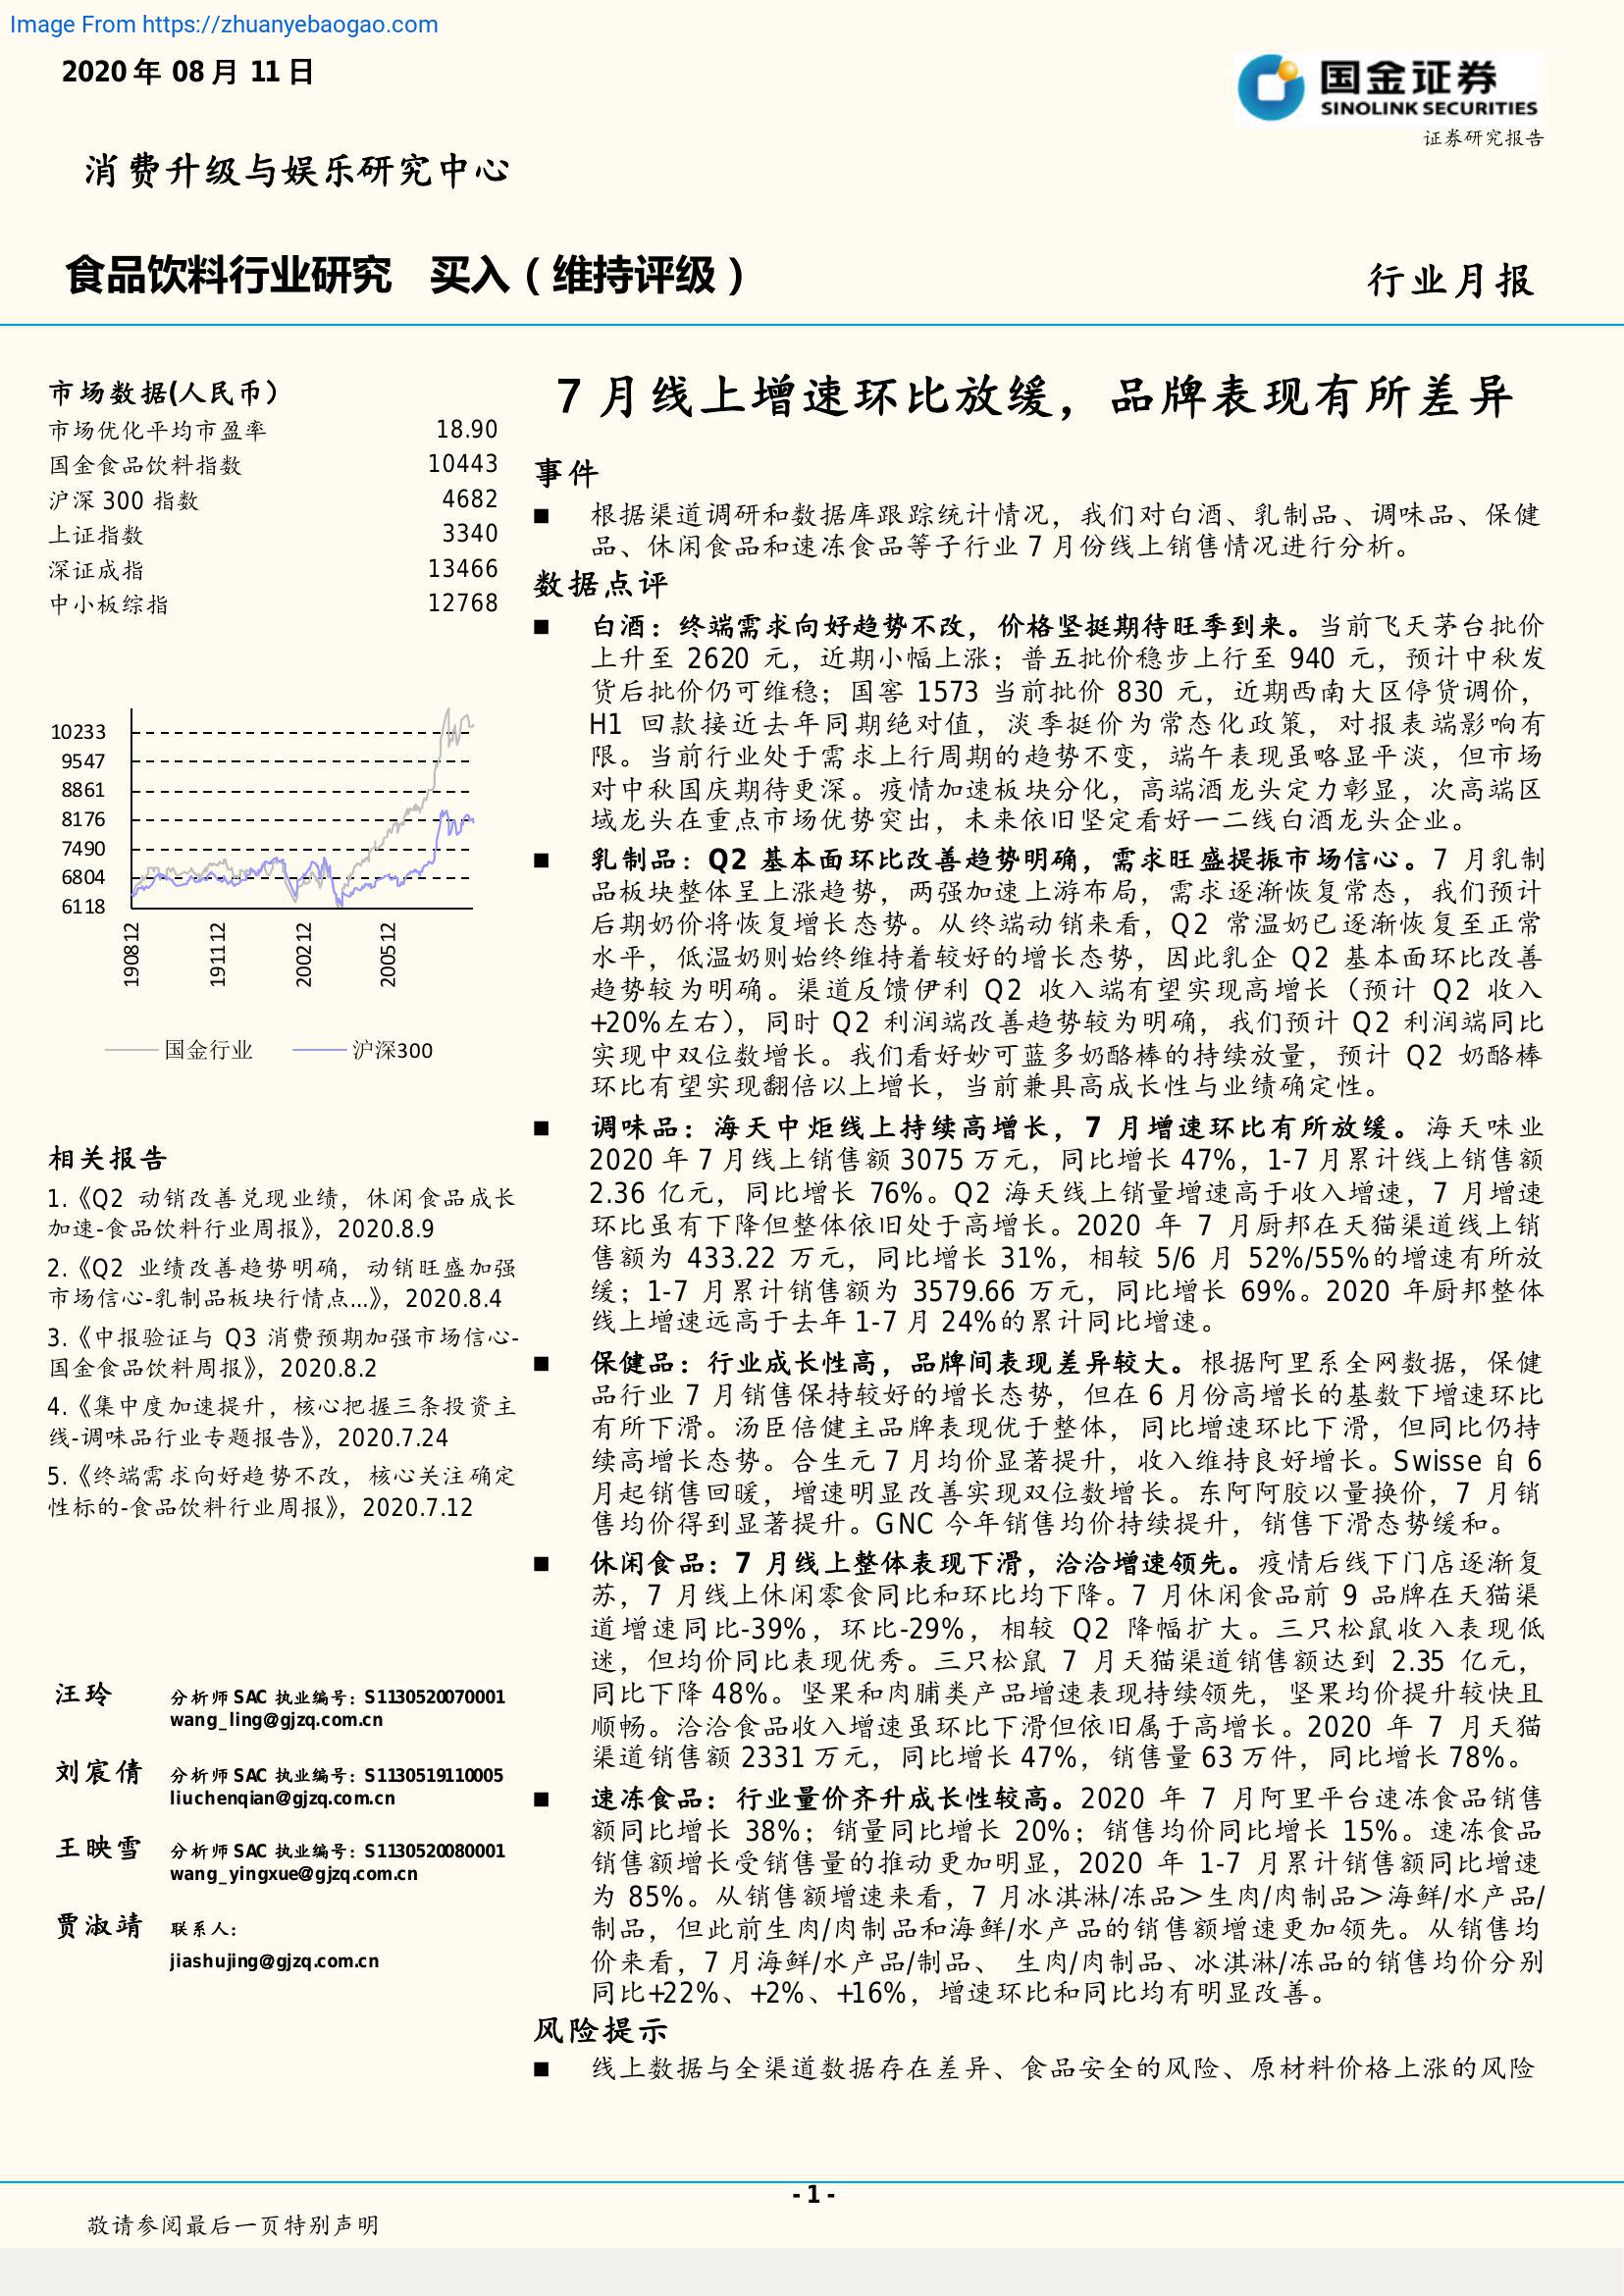 Image From https://zhuanyebaogao.com
2020 年 08 月 11 日
国金证券
SINOLINK SECURITIES
证券研究报告
消费升级与娱乐研究中心
食品饮料行业研究 买入（维持评级）
行业月报
市场数据(人民币）
市场优化平均市盈率 18.90
国金食品饮料指数 10443
沪深 300 指数 4682
上证指数 3340
深证成指 13466
中小板综指 12768
10233
9547
8861
8176
7490
6804
6118
190812
191112
200212
200512
国金行业 沪深300
相关报告
1.《Q2 动销改善兑现业绩，休闲食品成长
加速-食品饮料行业周报》，2020.8.9
2.《Q2 业绩改善趋势明确，动销旺盛加强
市场信心-乳制品板块行情点...》，2020.8.4
3.《中报验证与 Q3 消费预期加强市场信心-
国金食品饮料周报》，2020.8.2
4.《集中度加速提升，核心把握三条投资主
线-调味品行业专题报告》，2020.7.24
5.《终端需求向好趋势不改，核心关注确定
性标的-食品饮料行业周报》，2020.7.12
汪玲 分析师 SAC 执业编号：S1130520070001
wang_ling@gjzq.com.cn
刘宸倩 分析师 SAC 执业编号：S1130519110005
liuchenqian@gjzq.com.cn
王映雪 分析师 SAC 执业编号：S1130520080001
wang_yingxue@gjzq.com.cn
贾淑靖 联系人：
jiashujing@gjzq.com.cn
7 月线上增速环比放缓，品牌表现有所差异
事件
■ 根据渠道调研和数据库跟踪统计情况，我们对白酒、乳制品、调味品、保健
品、休闲食品和速冻食品等子行业 7 月份线上销售情况进行分析。
数据点评
■ 白酒：终端需求向好趋势不改，价格坚挺期待旺季到来。当前飞天茅台批价
上升至 2620 元，近期小幅上涨；普五批价稳步上行至 940 元，预计中秋发
货后批价仍可维稳；国窖 1573 当前批价 830 元，近期西南大区停货调价，
H1 回款接近去年同期绝对值，淡季挺价为常态化政策，对报表端影响有
限。当前行业处于需求上行周期的趋势不变，端午表现虽略显平淡，但市场
对中秋国庆期待更深。疫情加速板块分化，高端酒龙头定力彰显，次高端区
域龙头在重点市场优势突出，未来依旧坚定看好一二线白酒龙头企业。
■ 乳制品：Q2 基本面环比改善趋势明确，需求旺盛提振市场信心。7 月乳制
品板块整体呈上涨趋势，两强加速上游布局，需求逐渐恢复常态，我们预计
后期奶价将恢复增长态势。从终端动销来看，Q2 常温奶已逐渐恢复至正常
水平，低温奶则始终维持着较好的增长态势，因此乳企 Q2 基本面环比改善
趋势较为明确。渠道反馈伊利 Q2 收入端有望实现高增长（预计 Q2 收入
+20%左右），同时 Q2 利润端改善趋势较为明确，我们预计 Q2 利润端同比
实现中双位数增长。我们看好妙可蓝多奶酪棒的持续放量，预计 Q2 奶酪棒
环比有望实现翻倍以上增长，当前兼具高成长性与业绩确定性。
■ 调味品：海天中炬线上持续高增长，7 月增速环比有所放缓。海天味业
2020 年 7 月线上销售额 3075 万元，同比增长 47%，1-7 月累计线上销售额
2.36 亿元，同比增长 76%。Q2 海天线上销量增速高于收入增速，7 月增速
环比虽有下降但整体依旧处于高增长。2020 年 7 月厨邦在天猫渠道线上销
售额为 433.22 万元，同比增长 31%，相较 5/6 月 52%/55%的增速有所放
缓；1-7 月累计销售额为 3579.66 万元，同比增长 69%。2020 年厨邦整体
线上增速远高于去年 1-7 月 24%的累计同比增速。
■ 保健品：行业成长性高，品牌间表现差异较大。根据阿里系全网数据，保健
品行业 7 月销售保持较好的增长态势，但在 6 月份高增长的基数下增速环比
有所下滑。汤臣倍健主品牌表现优于整体，同比增速环比下滑，但同比仍持
续高增长态势。合生元 7 月均价显著提升，收入维持良好增长。Swisse 自 6
月起销售回暖，增速明显改善实现双位数增长。东阿阿胶以量换价，7 月销
售均价得到显著提升。GNC 今年销售均价持续提升，销售下滑态势缓和。
■ 休闲食品：7 月线上整体表现下滑，洽洽增速领先。疫情后线下门店逐渐复
苏，7 月线上休闲零食同比和环比均下降。7 月休闲食品前 9 品牌在天猫渠
道增速同比-39%，环比-29%，相较 Q2 降幅扩大。三只松鼠收入表现低
迷，但均价同比表现优秀。三只松鼠 7 月天猫渠道销售额达到 2.35 亿元，
同比下降 48%。坚果和肉脯类产品增速表现持续领先，坚果均价提升较快且
顺畅。洽洽食品收入增速虽环比下滑但依旧属于高增长。2020 年 7 月天猫
渠道销售额 2331 万元，同比增长 47%，销售量 63 万件，同比增长 78%。
■ 速冻食品：行业量价齐升成长性较高。2020 年 7 月阿里平台速冻食品销售
额同比增长 38%；销量同比增长 20%；销售均价同比增长 15%。速冻食品
销售额增长受销售量的推动更加明显，2020 年 1-7 月累计销售额同比增速
为 85%。从销售额增速来看，7 月冰淇淋/冻品＞生肉/肉制品＞海鲜/水产品/
制品，但此前生肉/肉制品和海鲜/水产品的销售额增速更加领先。从销售均
价来看，7 月海鲜/水产品/制品、 生肉/肉制品、冰淇淋/冻品的销售均价分别
同比+22%、+2%、+16%，增速环比和同比均有明显改善。
风险提示
■ 线上数据与全渠道数据存在差异、食品安全的风险、原材料价格上涨的风险
- 1 -
敬请参阅最后一页特别声明